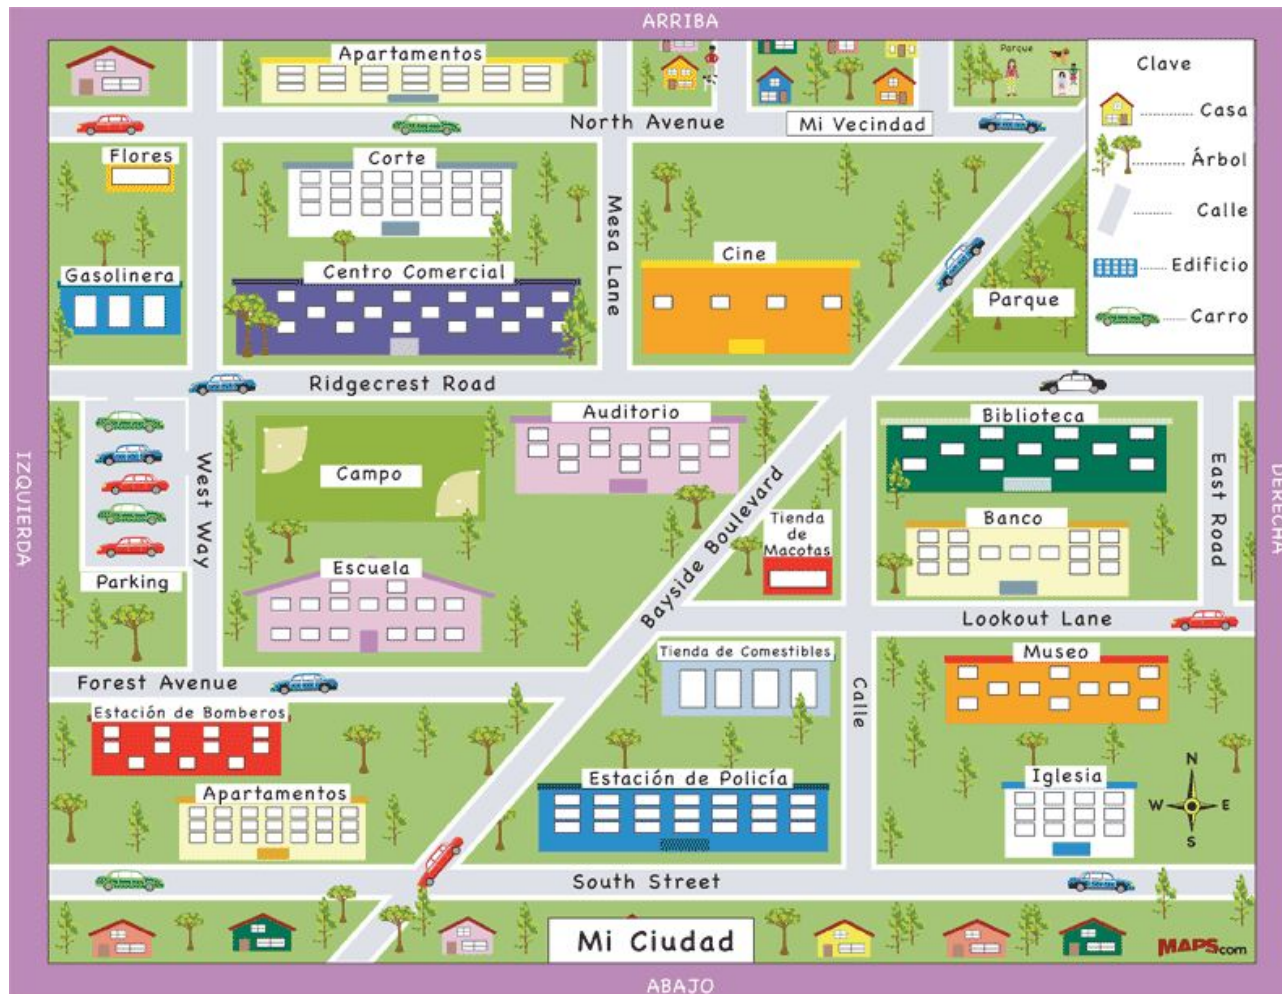 ARRIBA
Apartamentos
Parque
Clave
Casa
Árbol
Calle
Edificio
Carro
North Avenue
Mi Vecindad
Flores
Corte
Mesa Lane
Gasolinera
Centro Comercial
Cine
Parque
Ridgecrest Road
IZQUIERDA
DERECHA
West Way
Campo
Auditorio
Biblioteca
East Road
Bayside Boulevard
Tienda
de
Macotas
Banco
Parking
Escuela
Lookout Lane
Forest Avenue
Tienda de Comestibles
Calle
Museo
Estación de Bomberos
Apartamentos
Estación de Policía
Iglesia
N
W
E
S
South Street
Mi Ciudad
MAPS.com
ABAJO